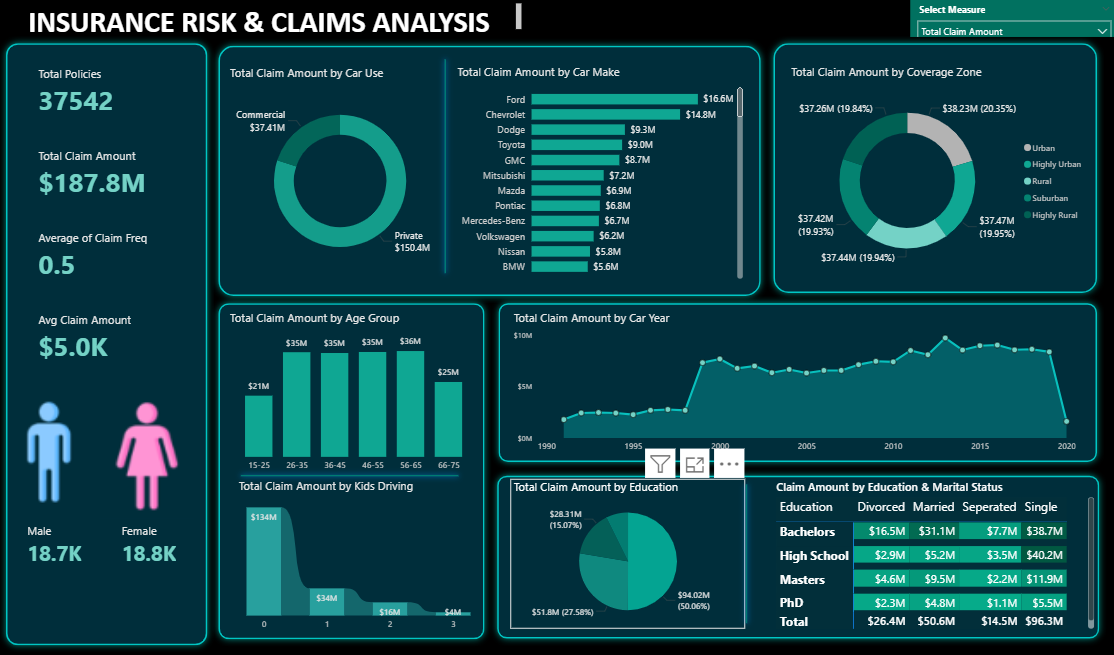 INSURANCE RISK & CLAIMS ANALYSIS
Select Measure
Total Claim Amount
Total Policies
37542
Total Claim Amount
$187.8M
Average of Claim Freq
0.5
Avg Claim Amount
$5.0K
Male
18.7K
Female
18.8K
Total Claim Amount by Car Use
Commercial
$37.41M
Private
$150.4M
Total Claim Amount by Car Make
Ford $16.6M
Chevrolet $14.8M
Dodge $9.3M
Toyota $9.0M
GMC $8.7M
Mitsubishi $7.2M
Mazda $6.9M
Pontiac $6.8M
Mercedes-Benz $6.7M
Volkswagen $6.2M
Nissan $5.8M
BMW $5.6M
Total Claim Amount by Coverage Zone
$37.26M (19.84%)
$38.23M (20.35%)
$37.42M
(19.93%)
$37.47M
(19.95%)
$37.44M (19.94%)
Urban
Highly Urban
Rural
Suburban
Highly Rural
Total Claim Amount by Age Group
$21M $35M $35M $35M $36M $25M
15-25 26-35 36-45 46-55 56-65 66-75
Total Claim Amount by Kids Driving
$134M $34M $16M $4M
0 1 2 3
Total Claim Amount by Car Year
$10M
$5M
$0M
1990 1995 2000 2005 2010 2015 2020
Total Claim Amount by Education
$28.31M
(15.07%)
$94.02M
(50.06%)
$51.8M (27.58%)
Claim Amount by Education & Marital Status
Education Divorced Married Seperated Single
Bachelors $16.5M $31.1M $7.7M $38.7M
High School $2.9M $5.2M $3.5M $40.2M
Masters $4.6M $9.5M $2.2M $11.9M
PhD $2.3M $4.8M $1.1M $5.5M
Total $26.4M $50.6M $14.5M $96.3M